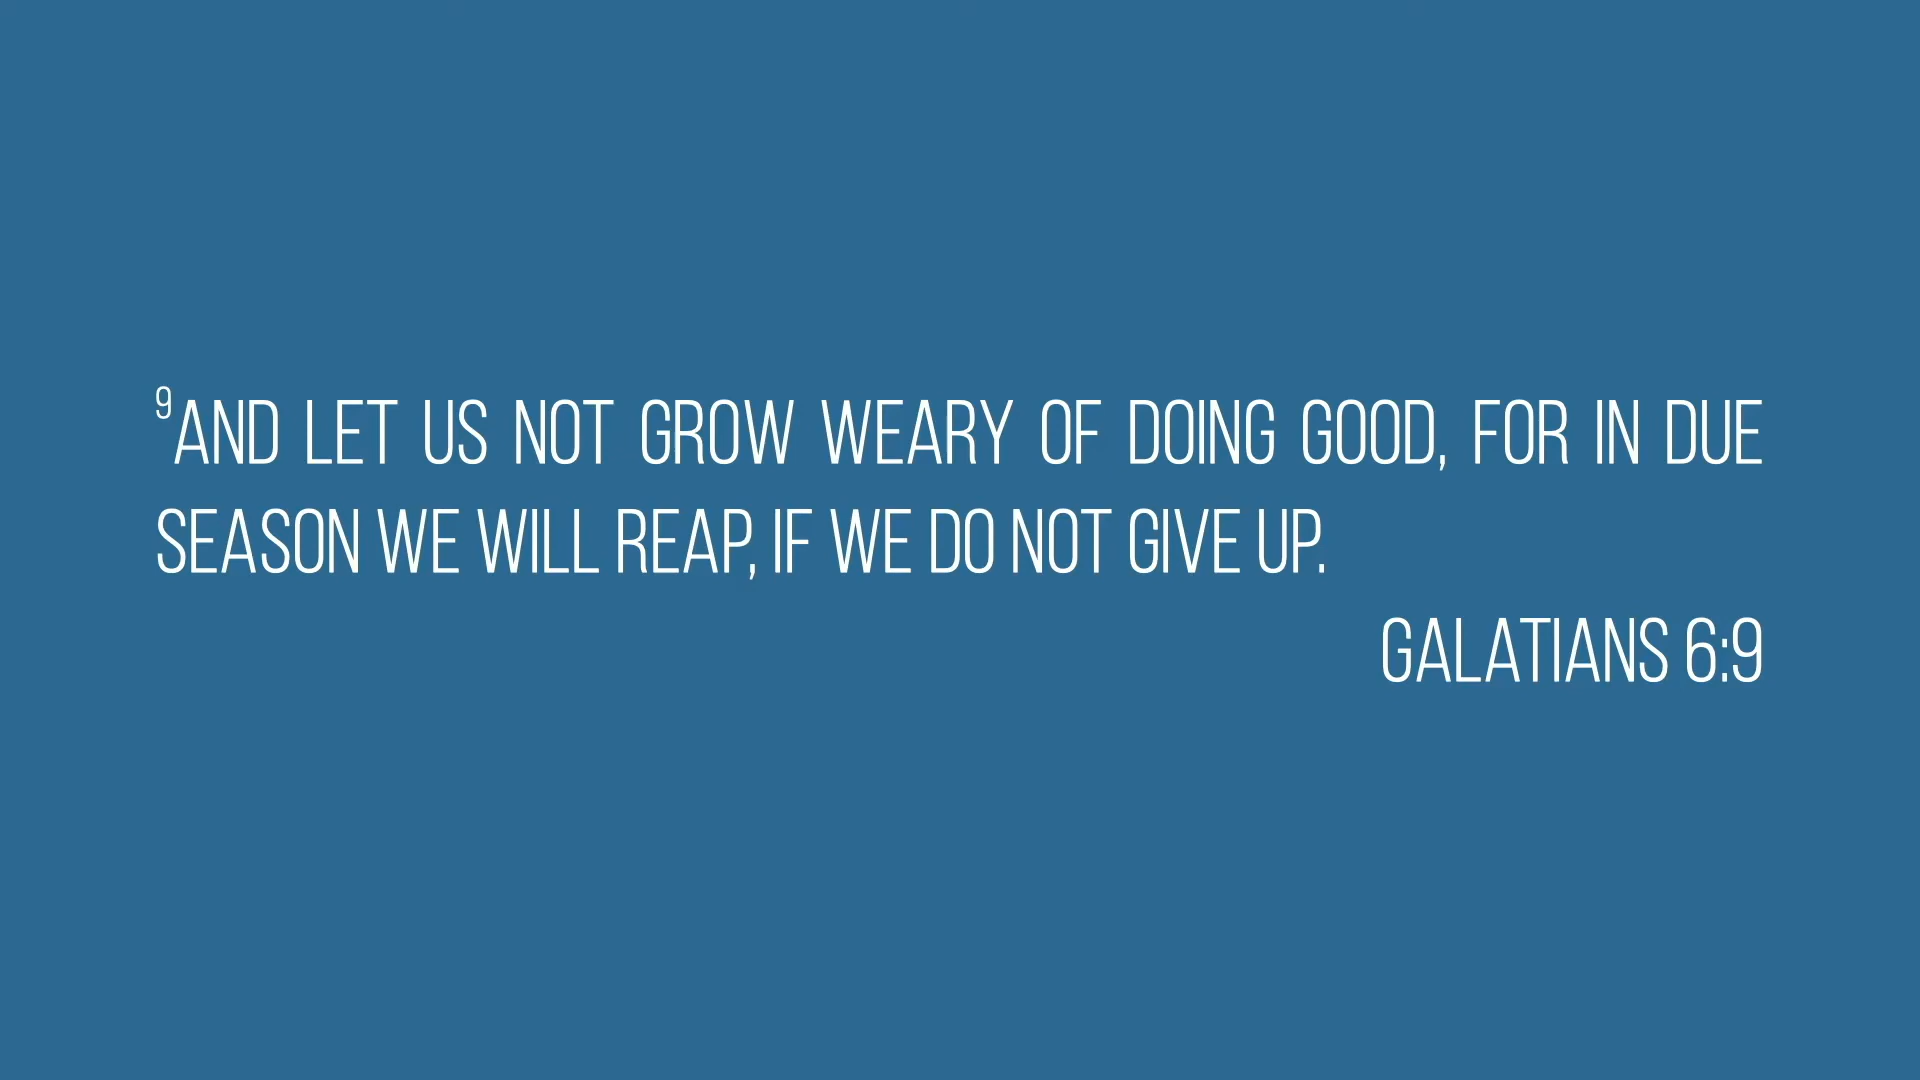 ⁹AND LET US NOT GROW WEARY OF DOING GOOD, FOR IN DUE
SEASON WE WILL REAP, IF WE DO NOT GIVE UP.
GALATIANS 6:9